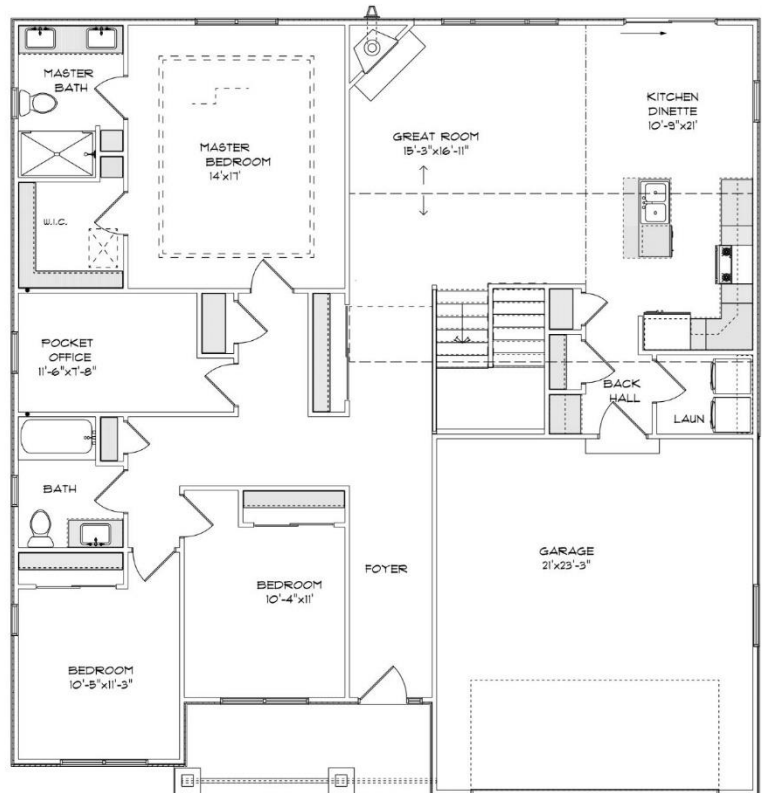 MASTER
BATH
MASTER
BEDROOM
14'x17'
GREAT ROOM
15'-3"x16'-11"
KITCHEN
DINETTE
10'-9"x21'
W.I.C.
POCKET
OFFICE
11'-6"x7'-8"
BACK
HALL
LAUN
BATH
BEDROOM
10'-4"x11'
FOYER
GARAGE
21'x23'-3"
BEDROOM
10'-5"x11'-3"